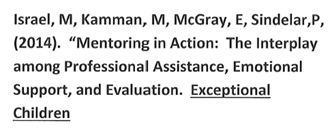 Israel, M, Kamman, M, McGray, E, Sindelar,P,
(2014).  “Mentoring in Action:  The Interplay
among Professional Assistance, Emotional
Support, and Evaluation.  Exceptional
Children